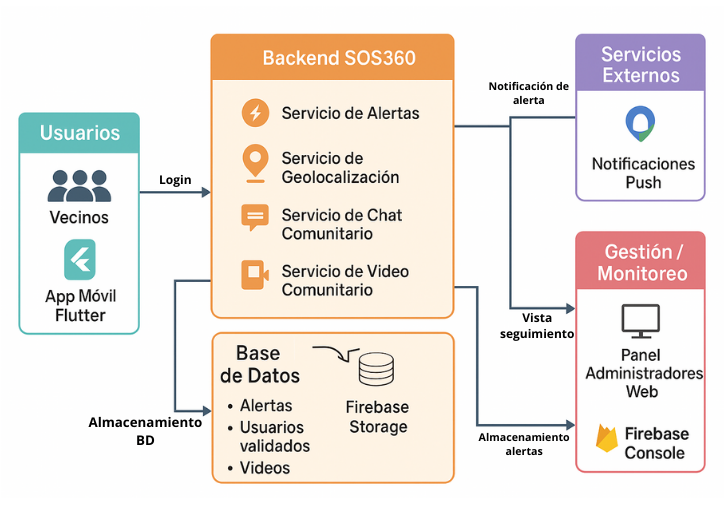 Usuarios
Vecinos
App Móvil
Flutter
Login
Backend SOS360
Servicio de Alertas
Servicio de
Geolocalización
Servicio de Chat
Comunitario
Servicio de Video
Comunitario
Almacenamiento
BD
Base
de Datos
• Alertas
• Usuarios
validados
• Videos
Firebase
Storage
Notificación de
alerta
Servicios
Externos
Notificaciones
Push
Vista
seguimiento
Almacenamiento
alertas
Gestión /
Monitoreo
Panel
Administradores
Web
Firebase
Console